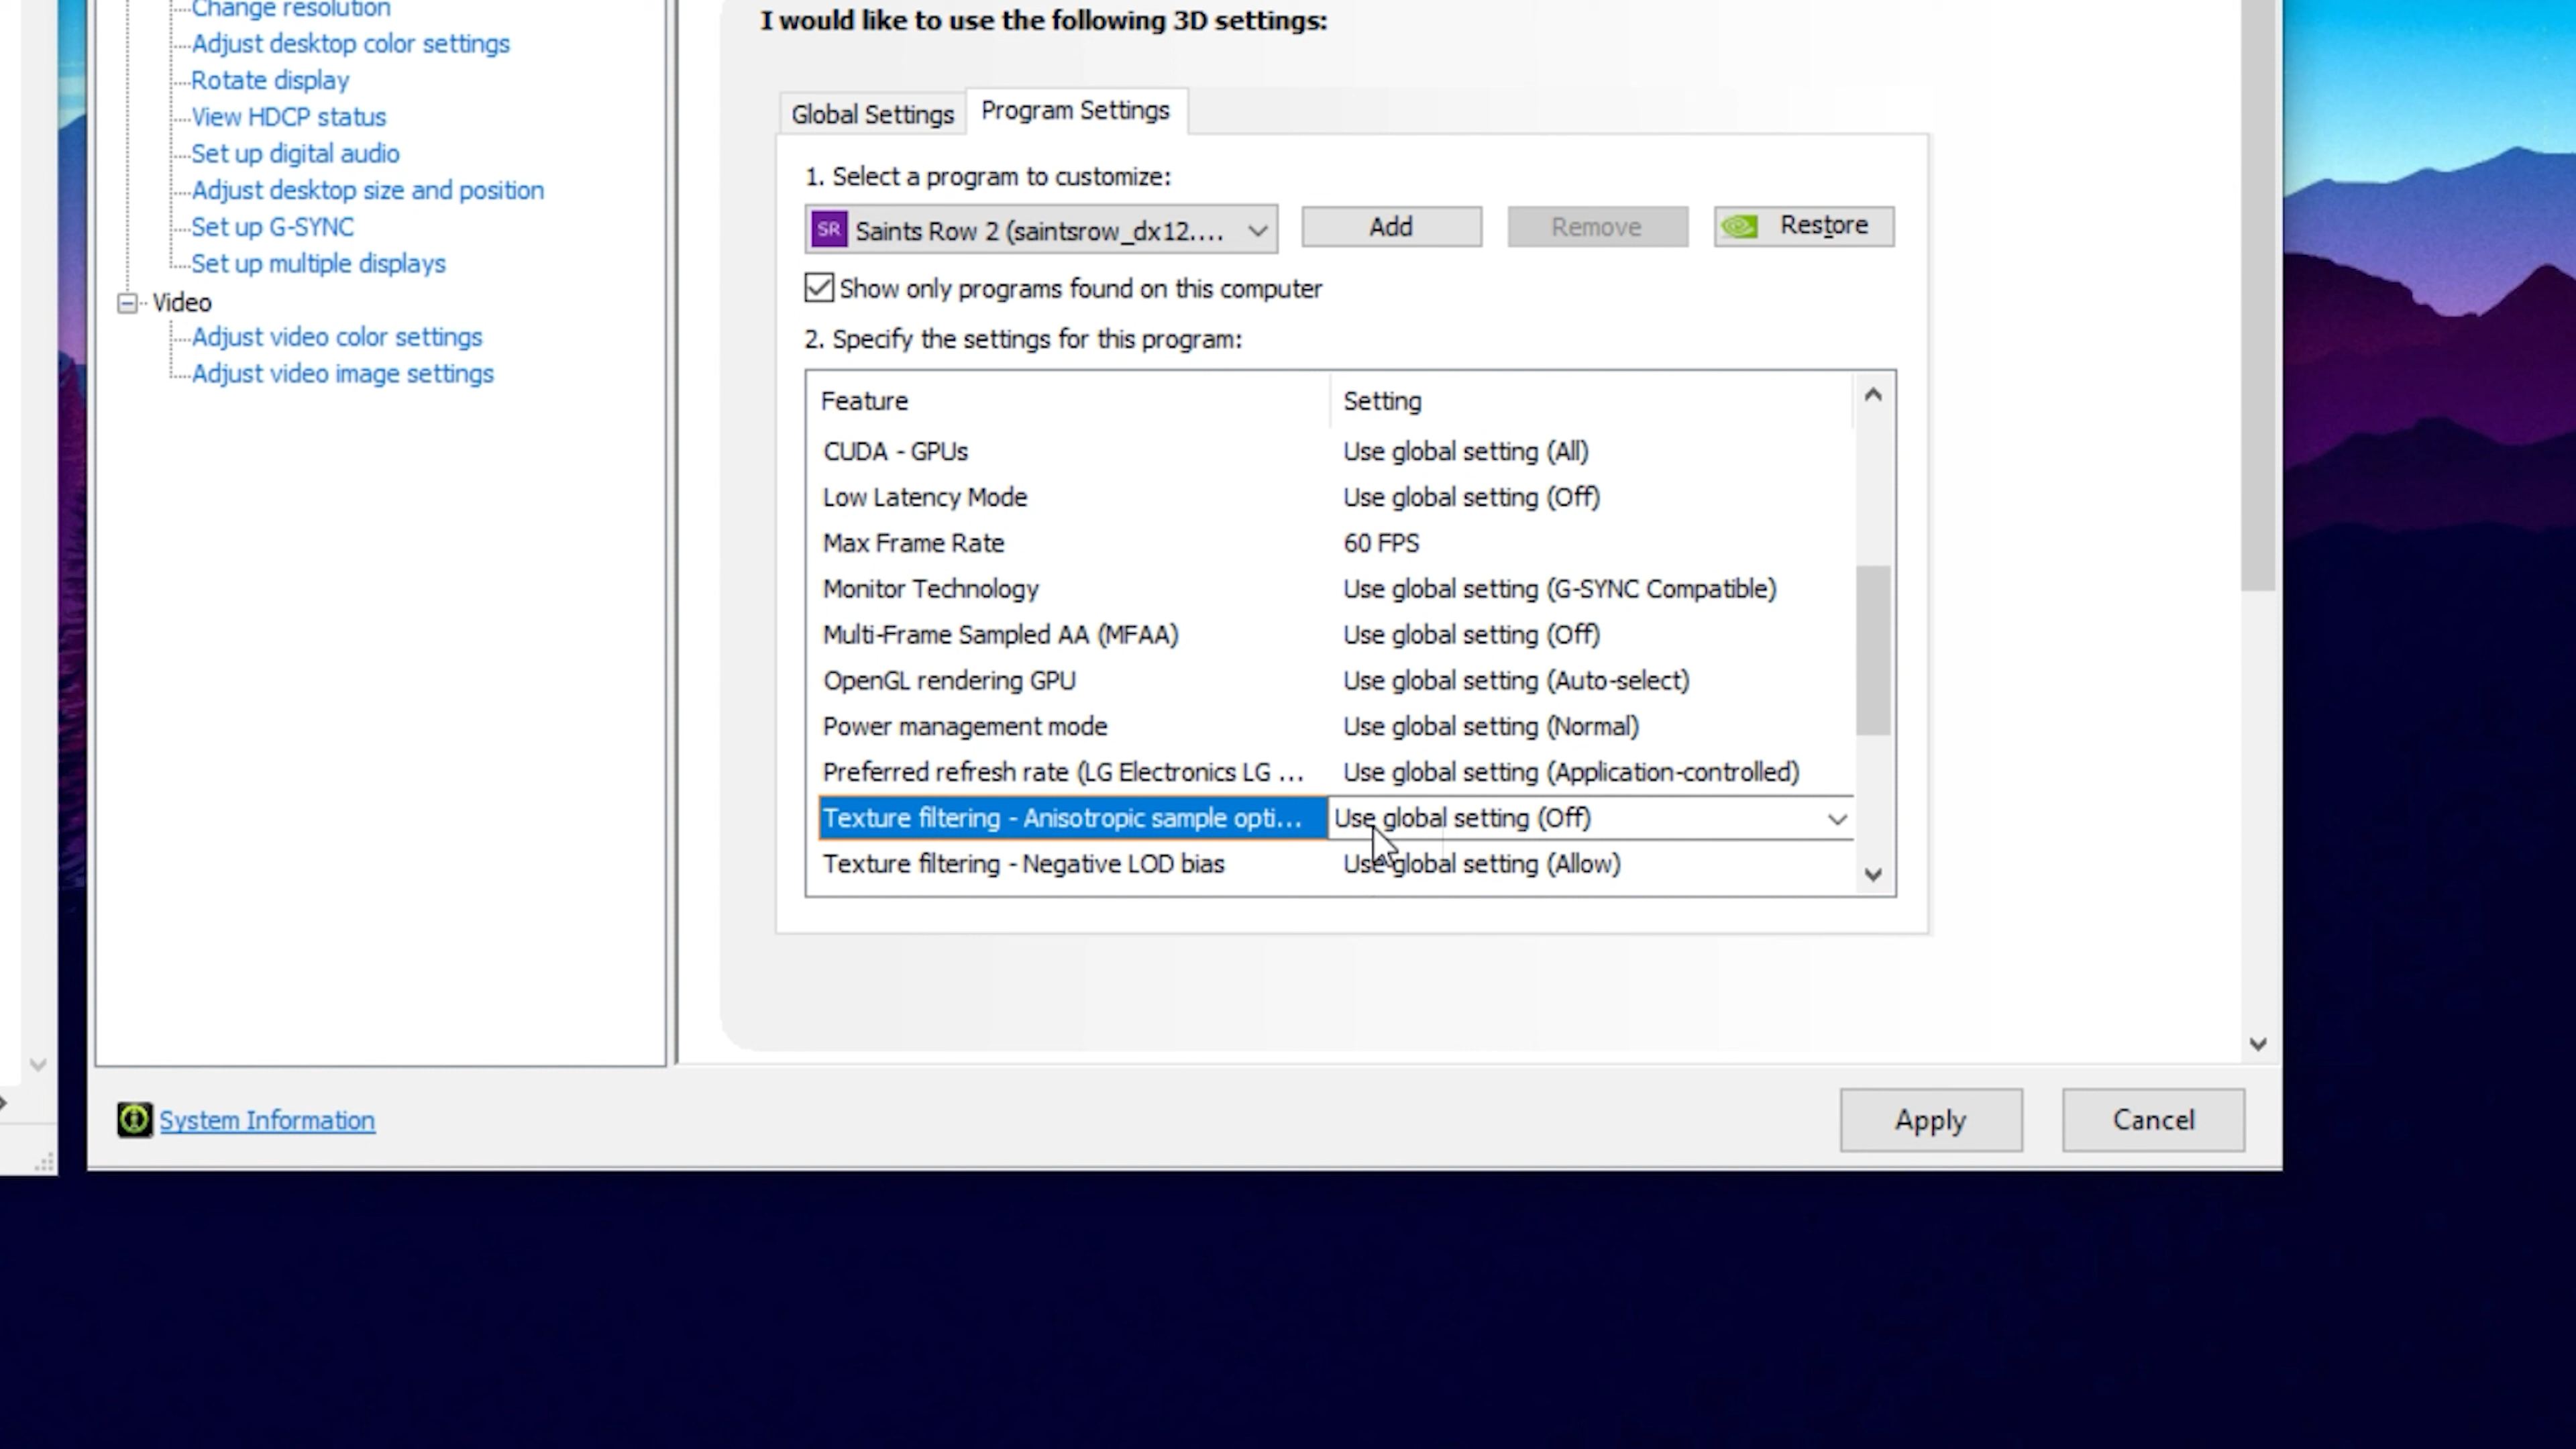 Change resolution
Adjust desktop color settings
Rotate display
View HDCP status
Set up digital audio
Adjust desktop size and position
Set up G-SYNC
Set up multiple displays
Video
Adjust video color settings
Adjust video image settings
System Information
I would like to use the following 3D settings:
Global Settings
Program Settings
1. Select a program to customize:
SR
Saints Row 2 (saintsrow_dx12....
Add
Remove
Restore
Show only programs found on this computer
2. Specify the settings for this program:
Feature Setting
CUDA - GPUs Use global setting (All)
Low Latency Mode Use global setting (Off)
Max Frame Rate 60 FPS
Monitor Technology Use global setting (G-SYNC Compatible)
Multi-Frame Sampled AA (MFAA) Use global setting (Off)
OpenGL rendering GPU Use global setting (Auto-select)
Power management mode Use global setting (Normal)
Preferred refresh rate (LG Electronics LG ... Use global setting (Application-controlled)
Texture filtering - Anisotropic sample opti... Use global setting (Off)
Texture filtering - Negative LOD bias Use global setting (Allow)
Apply
Cancel